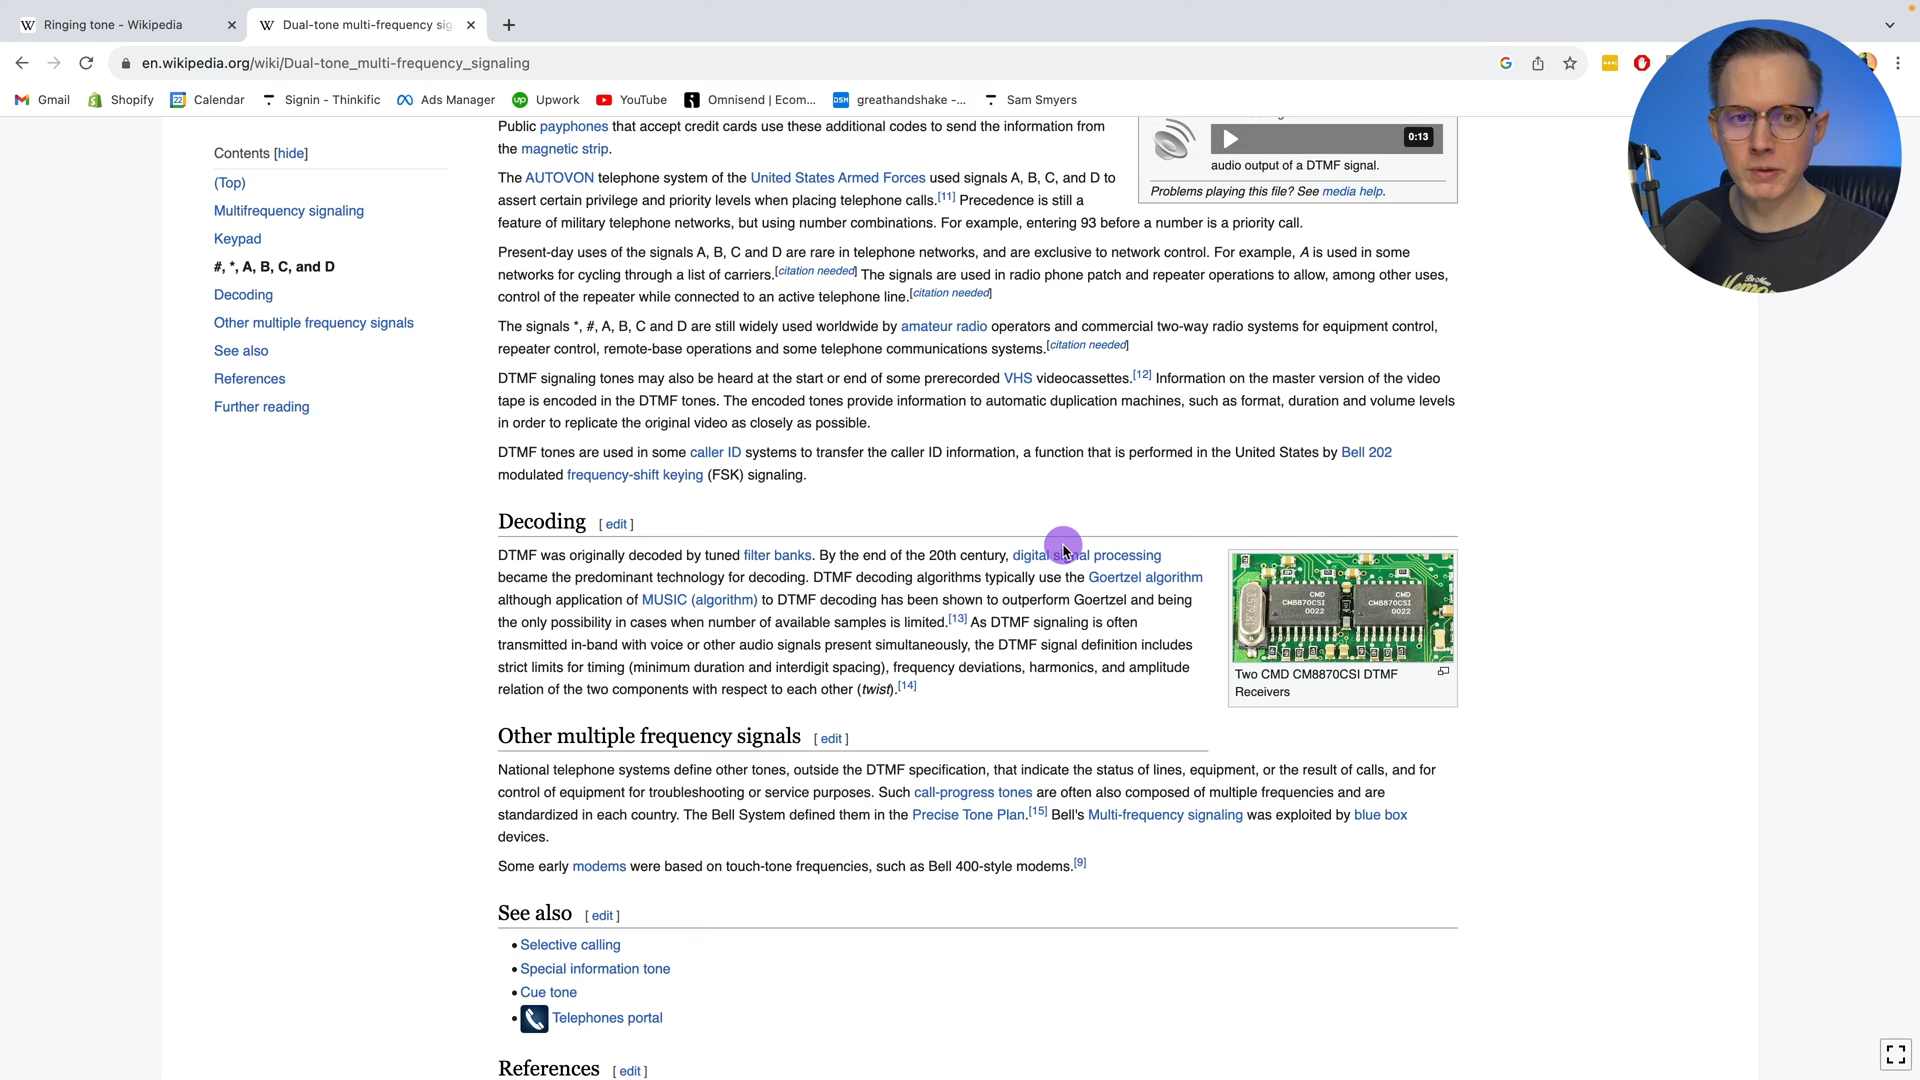 Ringing tone - Wikipedia
Dual-tone multi-frequency sig
en.wikipedia.org/wiki/Dual-tone_multi-frequency_signaling
Gmail
Shopify
Calendar
Signin - Thinkific
Ads Manager
Upwork
YouTube
Omnisend | Ecom...
greathandshake -...
Sam Smyers
Contents [hide]
(Top)
Multifrequency signaling
Keypad
#, *, A, B, C, and D
Decoding
Other multiple frequency signals
See also
References
Further reading
Public payphones that accept credit cards use these additional codes to send the information from
the magnetic strip.
0:13
audio output of a DTMF signal.
Problems playing this file? See media help.
The AUTOVON telephone system of the United States Armed Forces used signals A, B, C, and D to
assert certain privilege and priority levels when placing telephone calls.[11] Precedence is still a
feature of military telephone networks, but using number combinations. For example, entering 93 before a number is a priority call.
Present-day uses of the signals A, B, C and D are rare in telephone networks, and are exclusive to network control. For example, A is used in some
networks for cycling through a list of carriers.[citation needed] The signals are used in radio phone patch and repeater operations to allow, among other uses,
control of the repeater while connected to an active telephone line.[citation needed]
The signals *, #, A, B, C and D are still widely used worldwide by amateur radio operators and commercial two-way radio systems for equipment control,
repeater control, remote-base operations and some telephone communications systems.[citation needed]
DTMF signaling tones may also be heard at the start or end of some prerecorded VHS videocassettes.[12] Information on the master version of the video
tape is encoded in the DTMF tones. The encoded tones provide information to automatic duplication machines, such as format, duration and volume levels
in order to replicate the original video as closely as possible.
DTMF tones are used in some caller ID systems to transfer the caller ID information, a function that is performed in the United States by Bell 202
modulated frequency-shift keying (FSK) signaling.
Decoding [ edit ]
DTMF was originally decoded by tuned filter banks. By the end of the 20th century, digital signal processing
became the predominant technology for decoding. DTMF decoding algorithms typically use the Goertzel algorithm
although application of MUSIC (algorithm) to DTMF decoding has been shown to outperform Goertzel and being
the only possibility in cases when number of available samples is limited.[13] As DTMF signaling is often
transmitted in-band with voice or other audio signals present simultaneously, the DTMF signal definition includes
strict limits for timing (minimum duration and interdigit spacing), frequency deviations, harmonics, and amplitude
relation of the two components with respect to each other (twist).[14]
CMD
CM8870CSI
0022
CMD
CM8870CSI
0022
Two CMD CM8870CSI DTMF
Receivers
Other multiple frequency signals [ edit ]
National telephone systems define other tones, outside the DTMF specification, that indicate the status of lines, equipment, or the result of calls, and for
control of equipment for troubleshooting or service purposes. Such call-progress tones are often also composed of multiple frequencies and are
standardized in each country. The Bell System defined them in the Precise Tone Plan.[15] Bell's Multi-frequency signaling was exploited by blue box
devices.
Some early modems were based on touch-tone frequencies, such as Bell 400-style modems.[9]
See also [ edit ]
Selective calling
Special information tone
Cue tone
Telephones portal
References [ edit ]